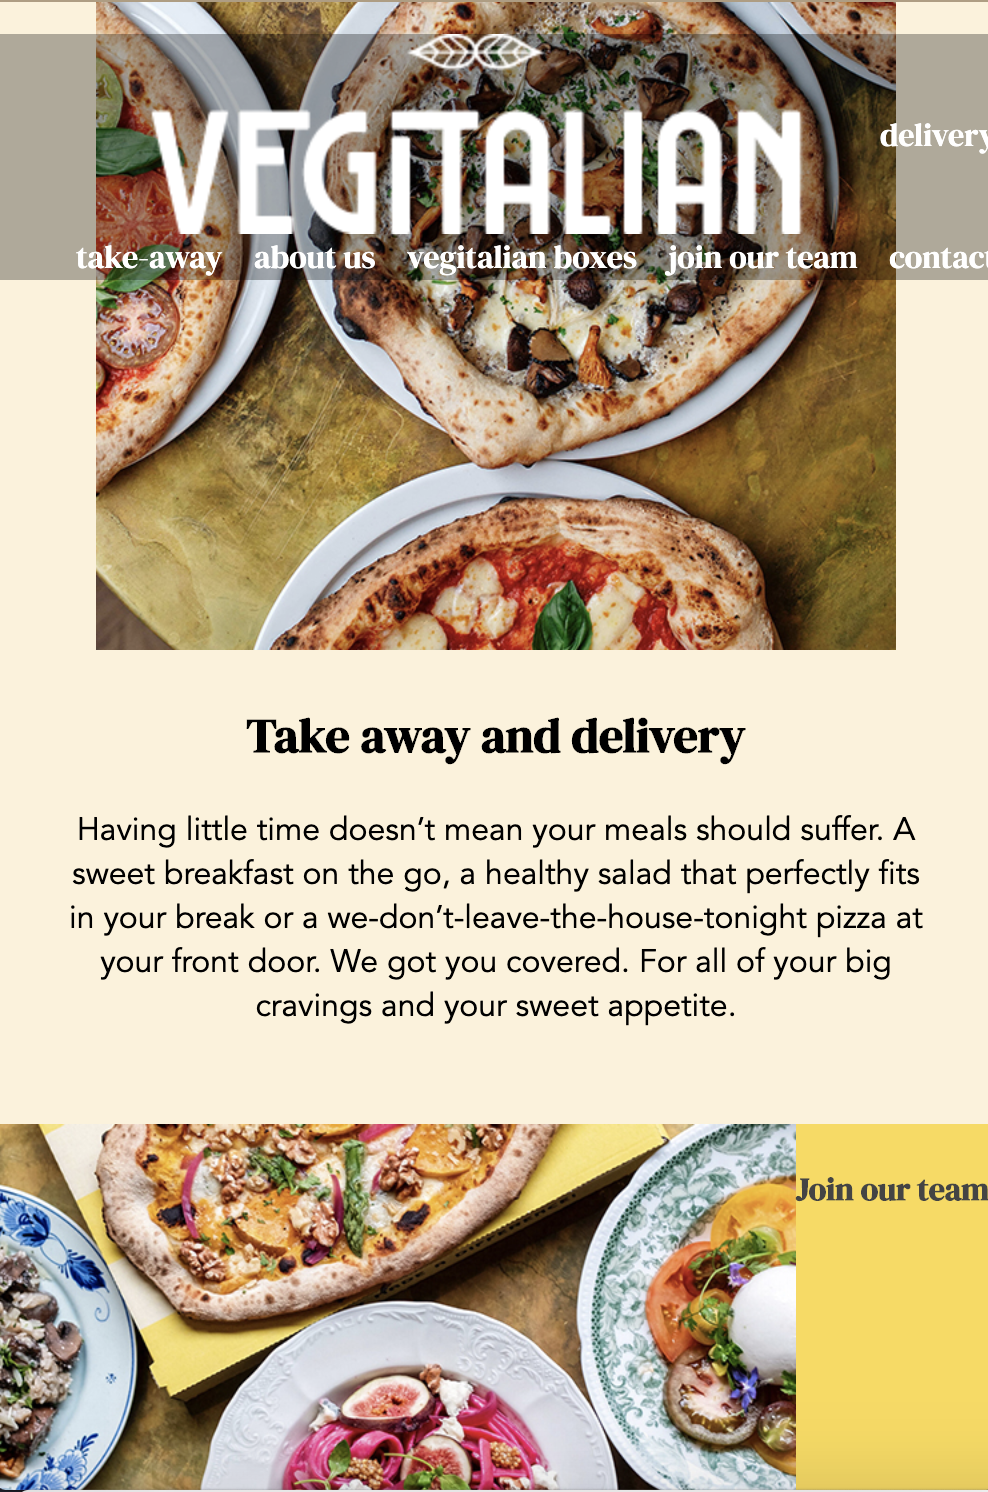 VEGiTALIAN
delivery
take-away about us vegitalian boxes join our team contact
Take away and delivery
Having little time doesn’t mean your meals should suffer. A
sweet breakfast on the go, a healthy salad that perfectly fits
in your break or a we-don’t-leave-the-house-tonight pizza at
your front door. We got you covered. For all of your big
cravings and your sweet appetite.
Join our team